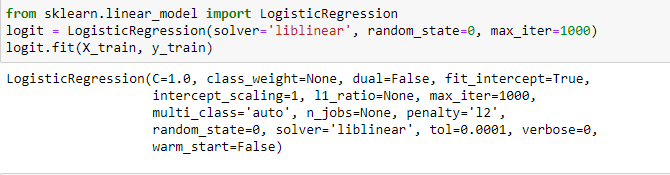 from sklearn.linear_model import LogisticRegression
logit = LogisticRegression(solver='liblinear', random_state=0, max_iter=1000)
logit.fit(X_train, y_train)
LogisticRegression(C=1.0, class_weight=None, dual=False, fit_intercept=True,
intercept_scaling=1, l1_ratio=None, max_iter=1000,
multi_class='auto', n_jobs=None, penalty='l2',
random_state=0, solver='liblinear', tol=0.0001, verbose=0,
warm_start=False)